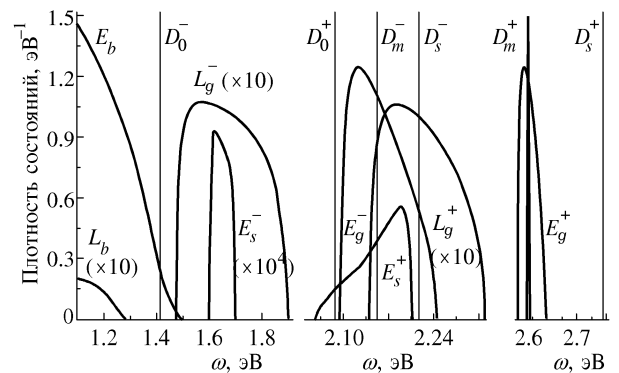 Плотность состояний, эВ⁻¹
1.5
1.2
0.9
0.6
0.3
0
E_b
D₀⁻
L_g⁻ (×10)
L_b
(×10)
E_s⁻
(×10⁴)
D₀⁺
D_m⁻
D_s⁻
E_g⁻
E_s⁺
L_g⁺
(×10)
D_m⁺
D_s⁺
E_g⁺
1.2 1.4 1.6 1.8
2.10 2.24
2.6 2.7
ω, эВ
ω, эВ
ω, эВ